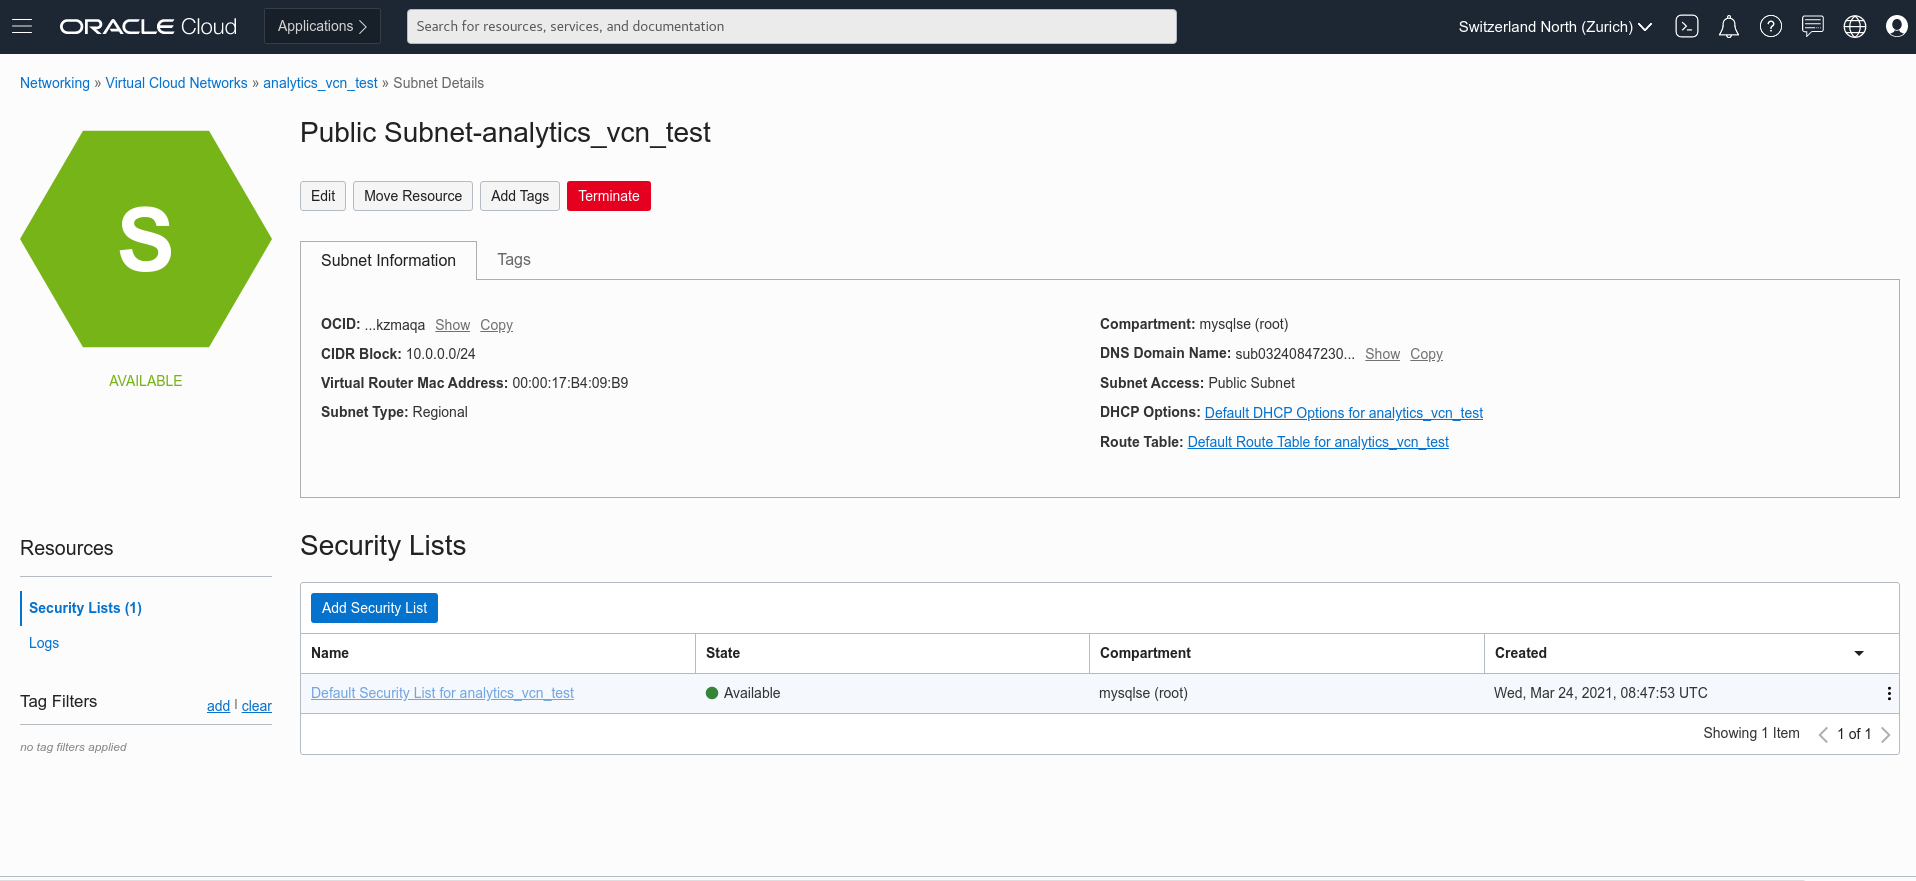 ORACLE Cloud
Applications
Search for resources, services, and documentation
Switzerland North (Zurich)
Networking » Virtual Cloud Networks » analytics_vcn_test » Subnet Details
S
AVAILABLE
Public Subnet-analytics_vcn_test
Edit Move Resource Add Tags Terminate
Subnet Information Tags
OCID: ...kzmaqa Show Copy
CIDR Block: 10.0.0.0/24
Virtual Router Mac Address: 00:00:17:B4:09:B9
Subnet Type: Regional
Compartment: mysqlse (root)
DNS Domain Name: sub03240847230... Show Copy
Subnet Access: Public Subnet
DHCP Options: Default DHCP Options for analytics_vcn_test
Route Table: Default Route Table for analytics_vcn_test
Resources
Security Lists (1)
Logs
Tag Filters add | clear
no tag filters applied
Security Lists
Add Security List
Name State Compartment Created
Default Security List for analytics_vcn_test Available mysqlse (root) Wed, Mar 24, 2021, 08:47:53 UTC
Showing 1 Item 1 of 1